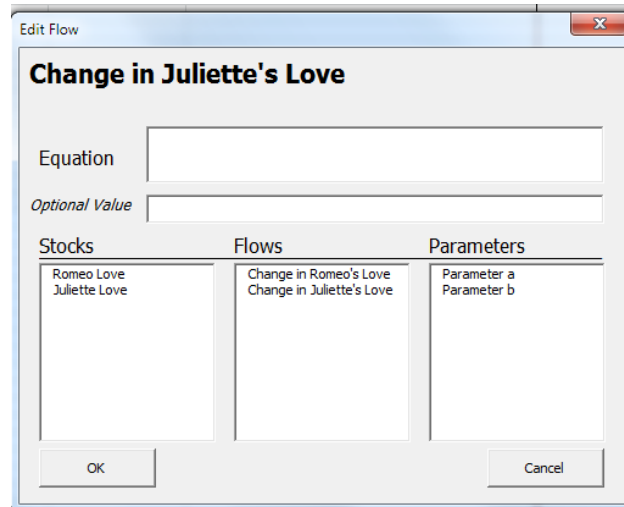 Edit Flow
Change in Juliette's Love
Equation
Optional Value
Stocks
Flows
Parameters
Romeo Love
Juliette Love
Change in Romeo's Love
Change in Juliette's Love
Parameter a
Parameter b
OK
Cancel